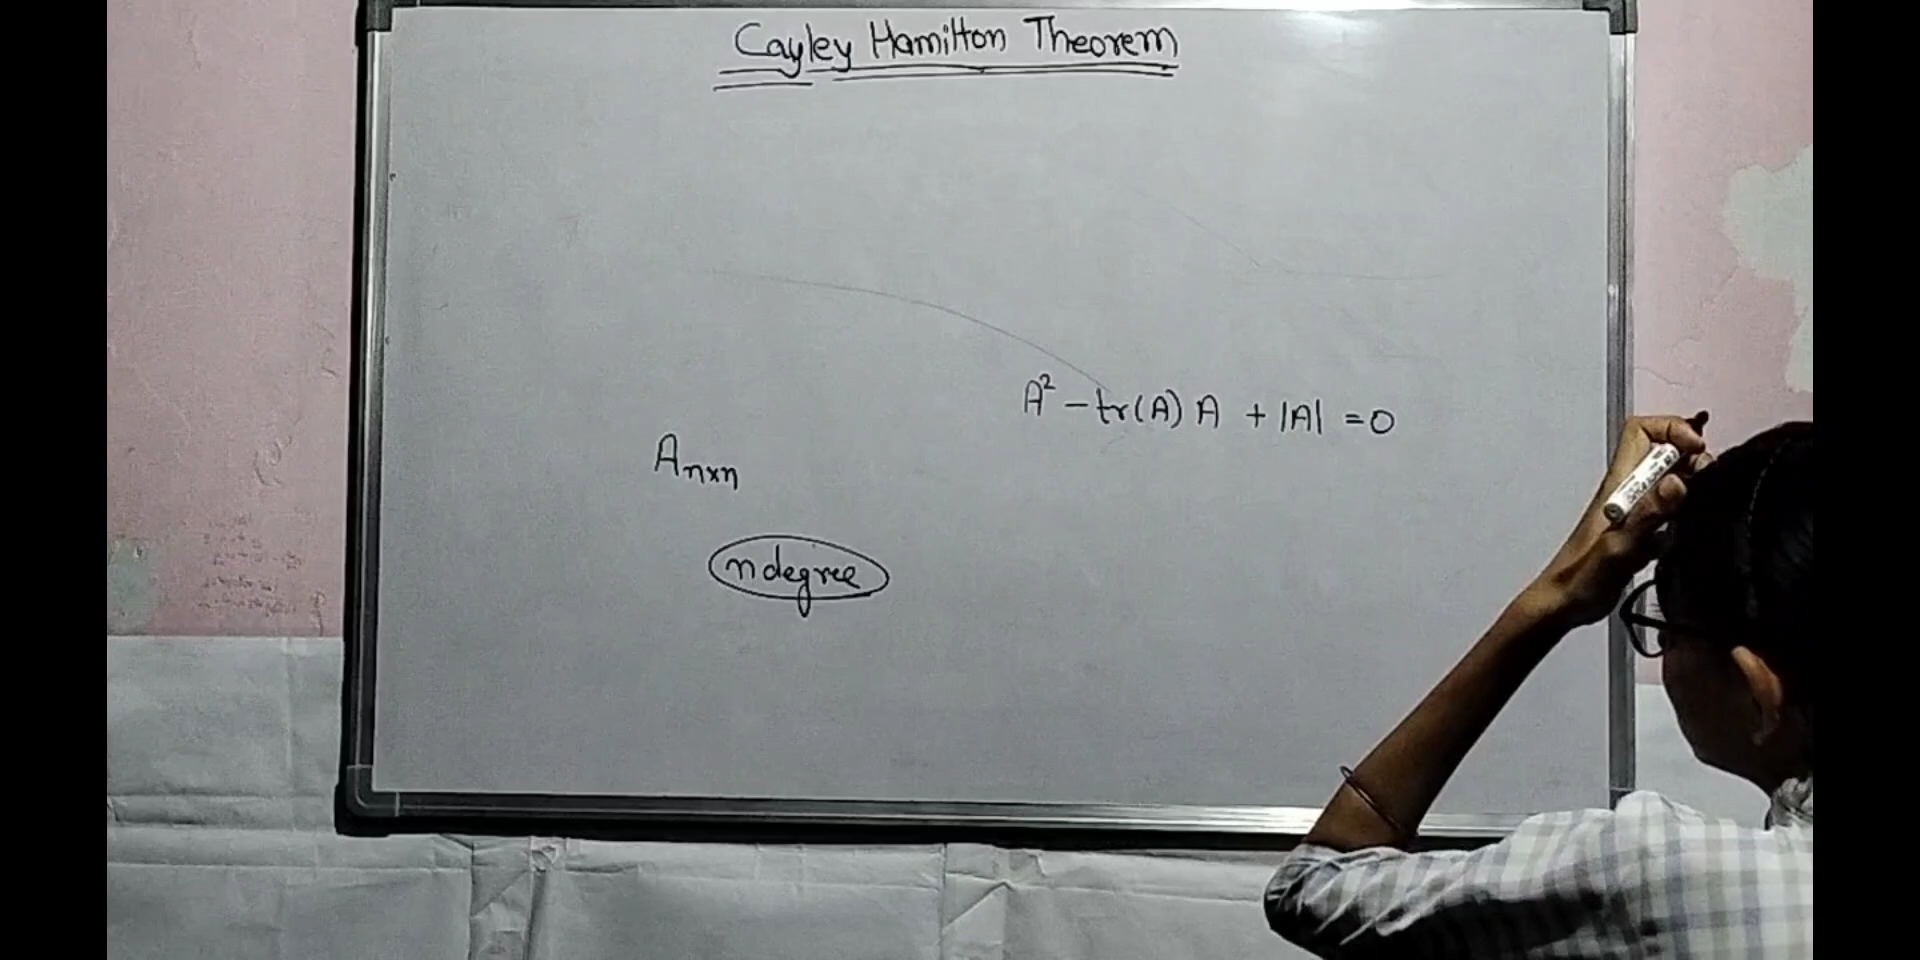 Cayley Hamilton Theorem
A² - tr(A) A + |A| = 0
Aₙₓₙ
n degree